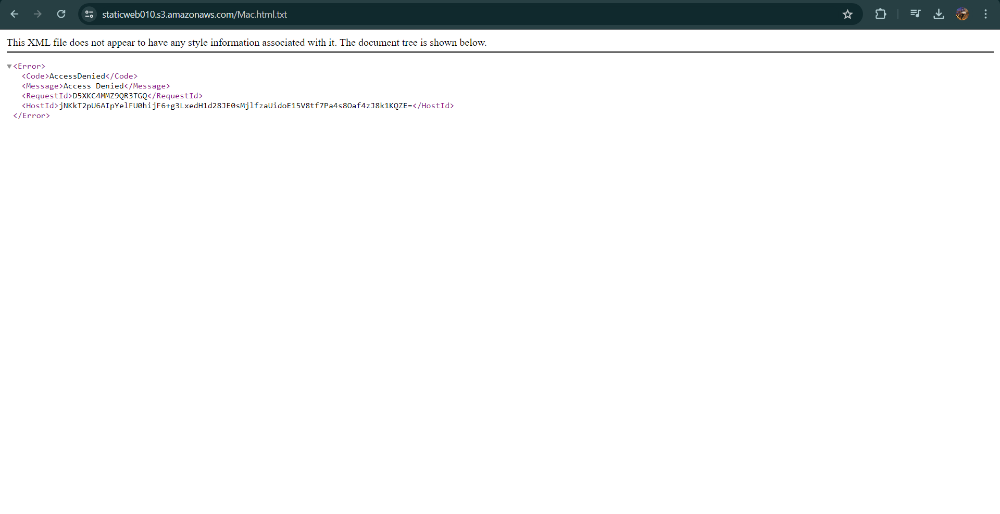 staticweb010.s3.amazonaws.com/Mac.html.txt
This XML file does not appear to have any style information associated with it. The document tree is shown below.
▼<Error>
<Code>AccessDenied</Code>
<Message>Access Denied</Message>
<RequestId>D5XKC4MMZ9QR3TGQ</RequestId>
<HostId>jNKkT2pU6AIpYelFU0hijF6+g3LxedH1d28JE0sMjlfzaUidoE15V8tf7Pa4s8Oaf4zJ8k1KQZE=</HostId>
</Error>